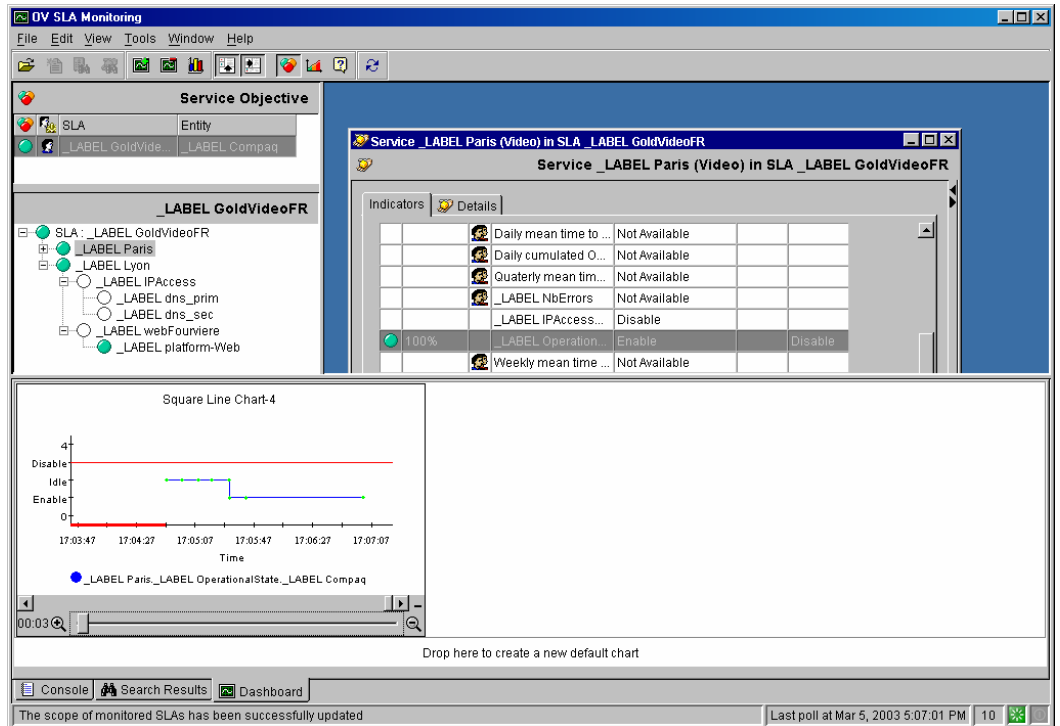 OV SLA Monitoring
File Edit View Tools Window Help
Service Objective
SLA Entity
_LABEL GoldVide... _LABEL Compaq
_LABEL GoldVideoFR
SLA : _LABEL GoldVideoFR
_LABEL Paris
_LABEL Lyon
_LABEL IPAccess
_LABEL dns_prim
_LABEL dns_sec
_LABEL webFourviere
_LABEL platform-Web
Service _LABEL Paris (Video) in SLA _LABEL GoldVideoFR
Service _LABEL Paris (Video) in SLA _LABEL GoldVideoFR
Indicators Details
Daily mean time to ... Not Available
Daily cumulated O... Not Available
Quaterly mean tim... Not Available
_LABEL NbErrors Not Available
_LABEL IPAccess... Disable
100% _LABEL Operation... Enable Disable
Weekly mean time ... Not Available
Square Line Chart-4
4
Disable
Idle
Enable
0
17:03:47 17:04:27 17:05:07 17:05:47 17:06:27 17:07:07
Time
_LABEL Paris._LABEL OperationalState._LABEL Compaq
00:03
Drop here to create a new default chart
Console Search Results Dashboard
The scope of monitored SLAs has been successfully updated Last poll at Mar 5, 2003 5:07:01 PM 10